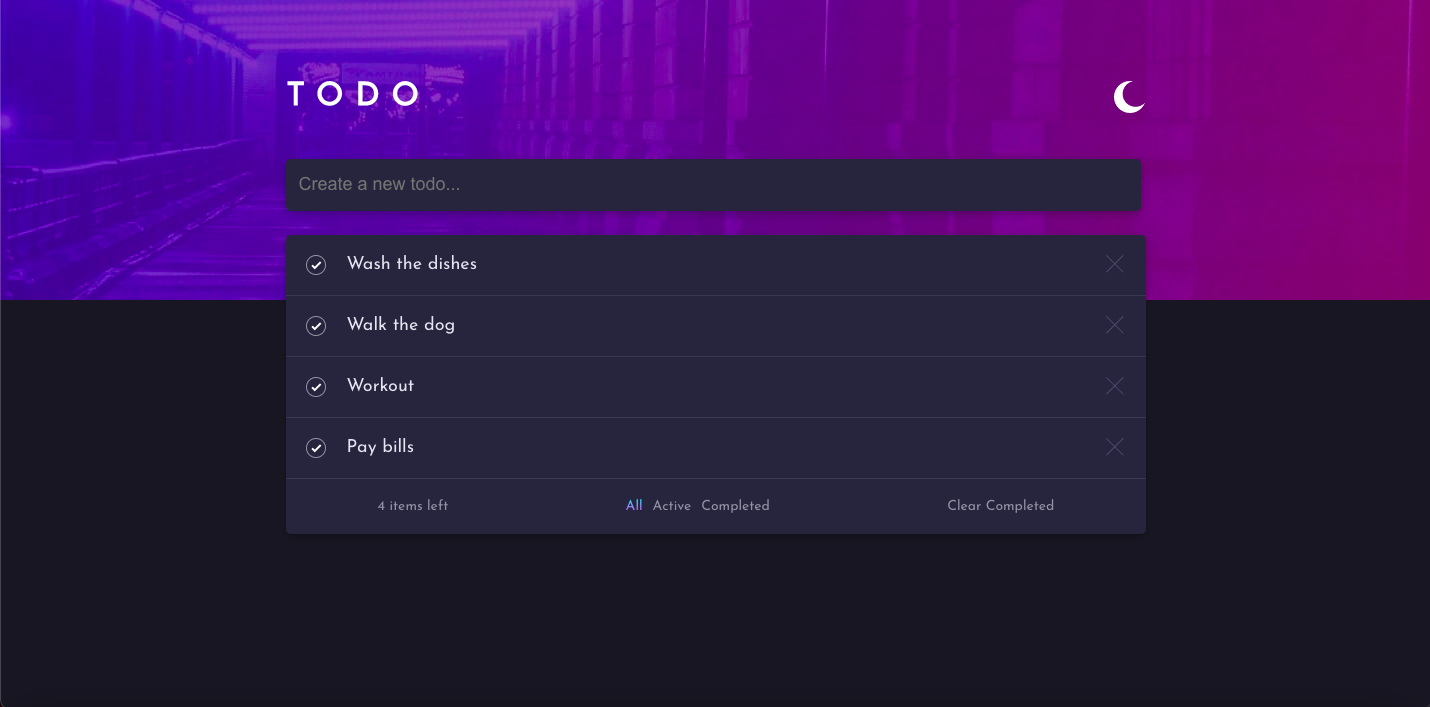 TODO
Create a new todo...
Wash the dishes
Walk the dog
Workout
Pay bills
4 items left All Active Completed Clear Completed